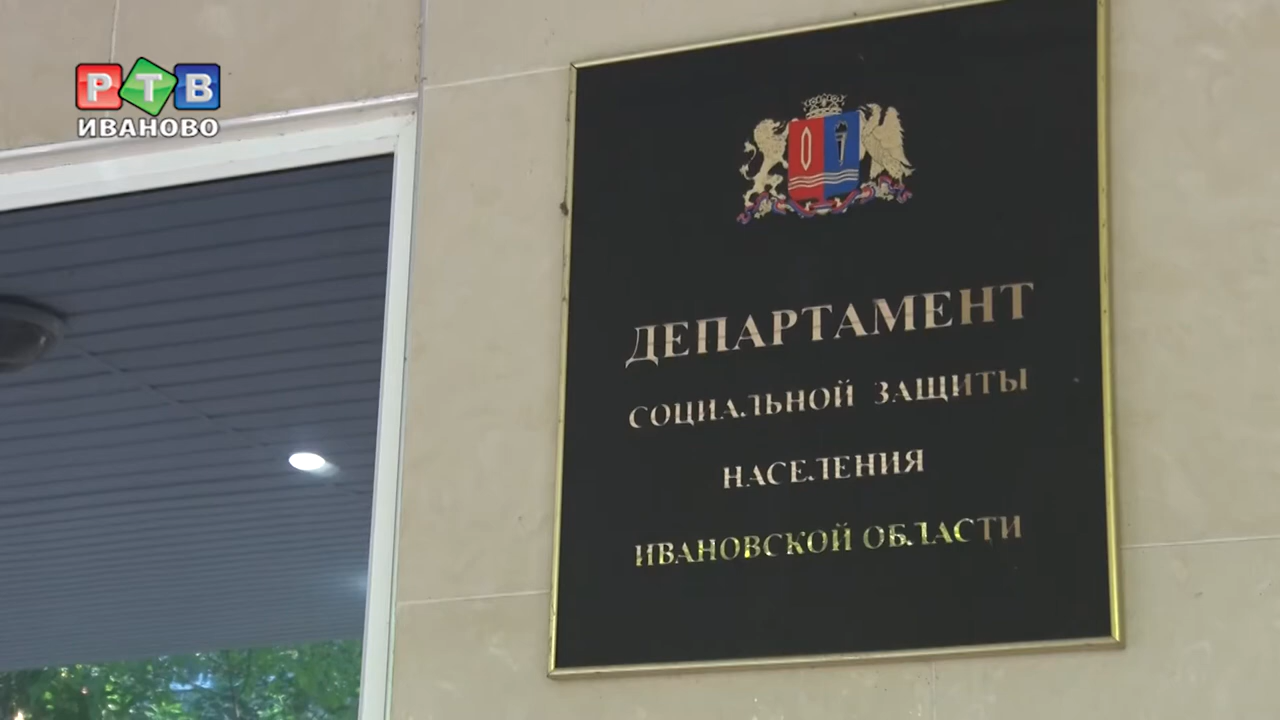 РТВ
ИВАНОВО
ДЕПАРТАМЕНТ
СОЦИАЛЬНОЙ ЗАЩИТЫ
НАСЕЛЕНИЯ
ИВАНОВСКОЙ ОБЛАСТИ